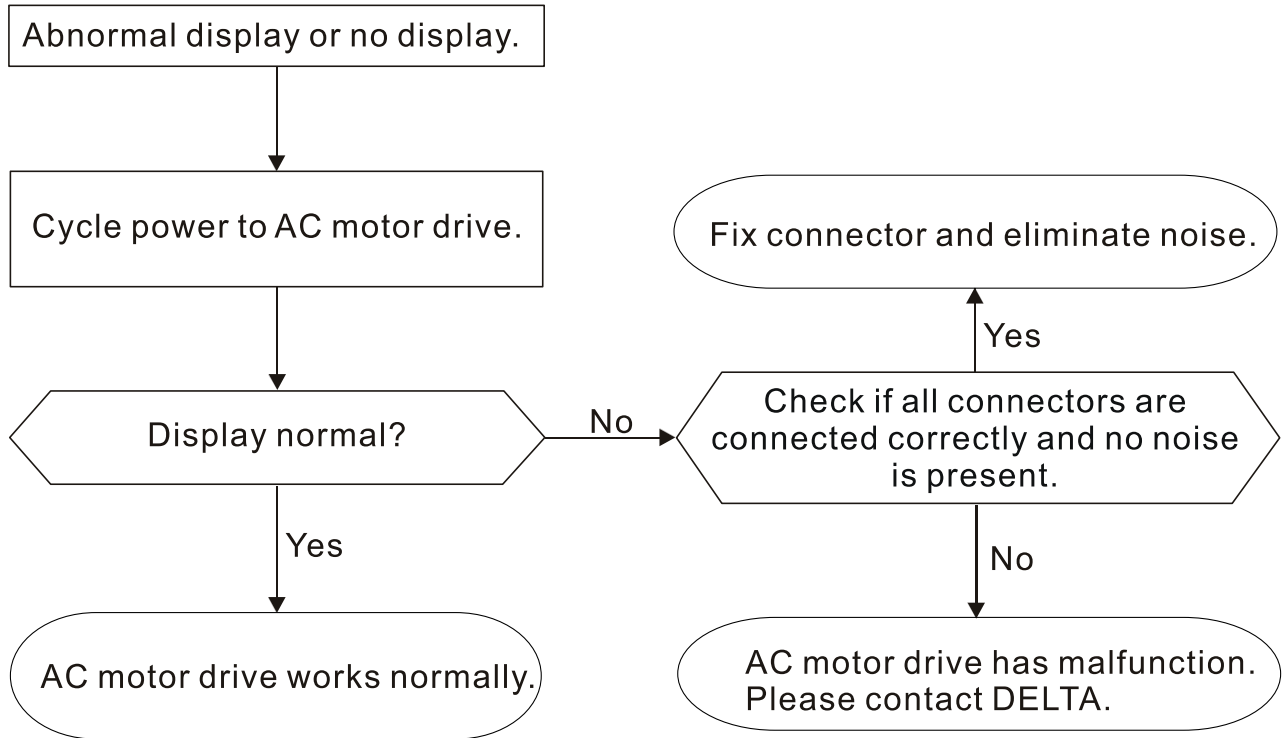 Abnormal display or no display.
Cycle power to AC motor drive.
Fix connector and eliminate noise.
Yes
Display normal?
No
Check if all connectors are
connected correctly and no noise
is present.
Yes
No
AC motor drive works normally.
AC motor drive has malfunction.
Please contact DELTA.